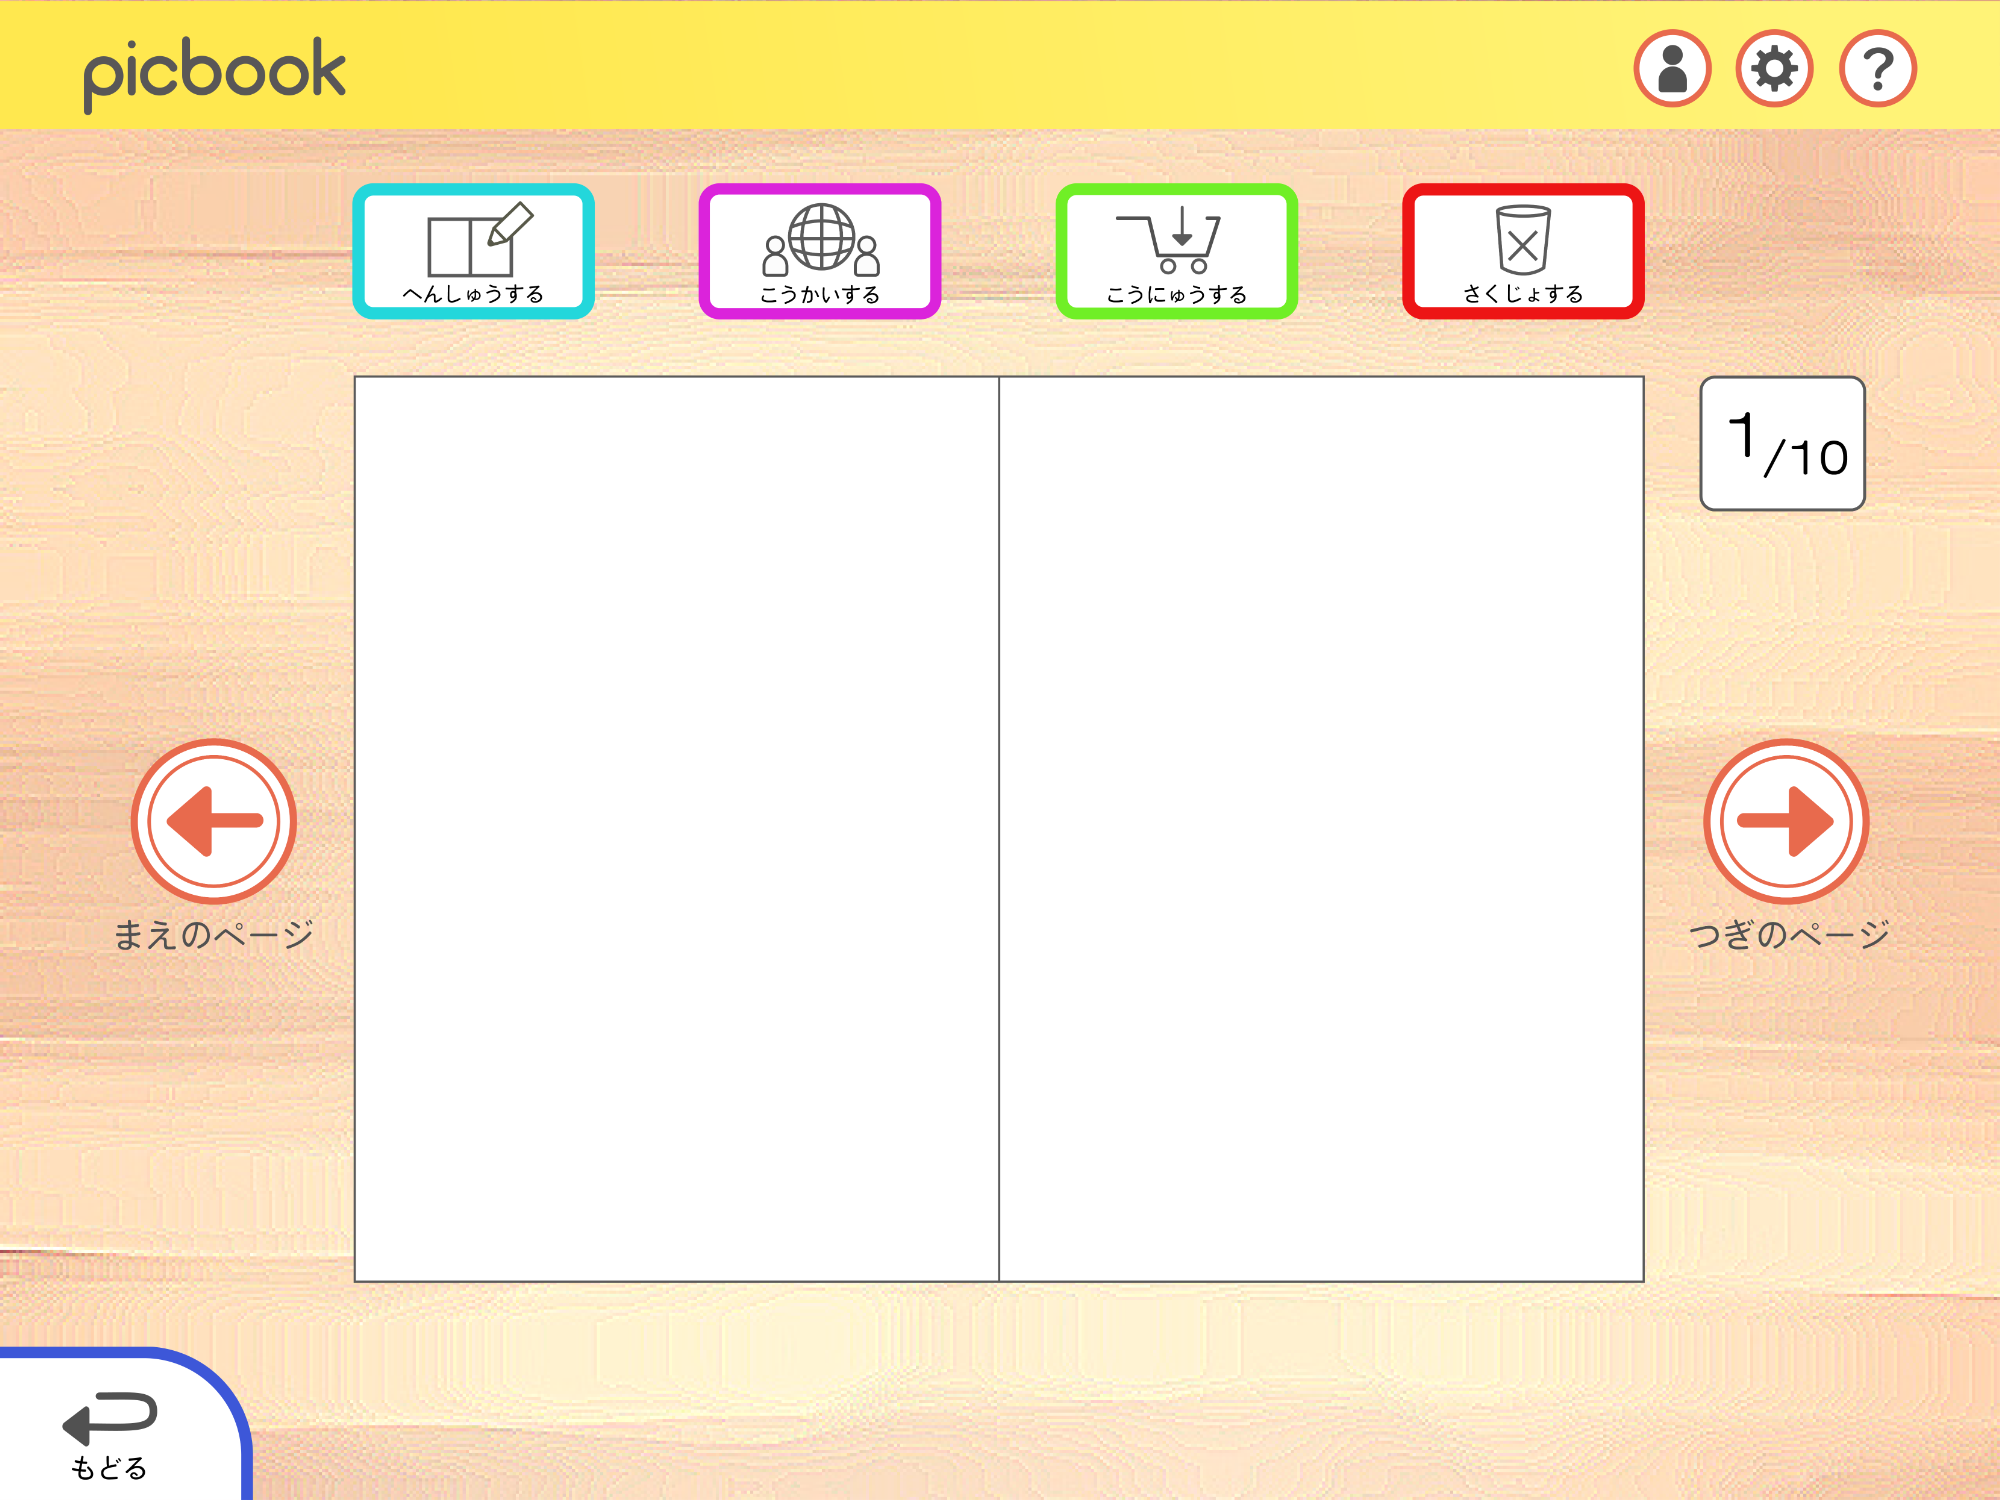 picbook
?
へんしゅうする
こうかいする
こうにゅうする
さくじょする
1/10
まえのページ
つぎのページ
もどる